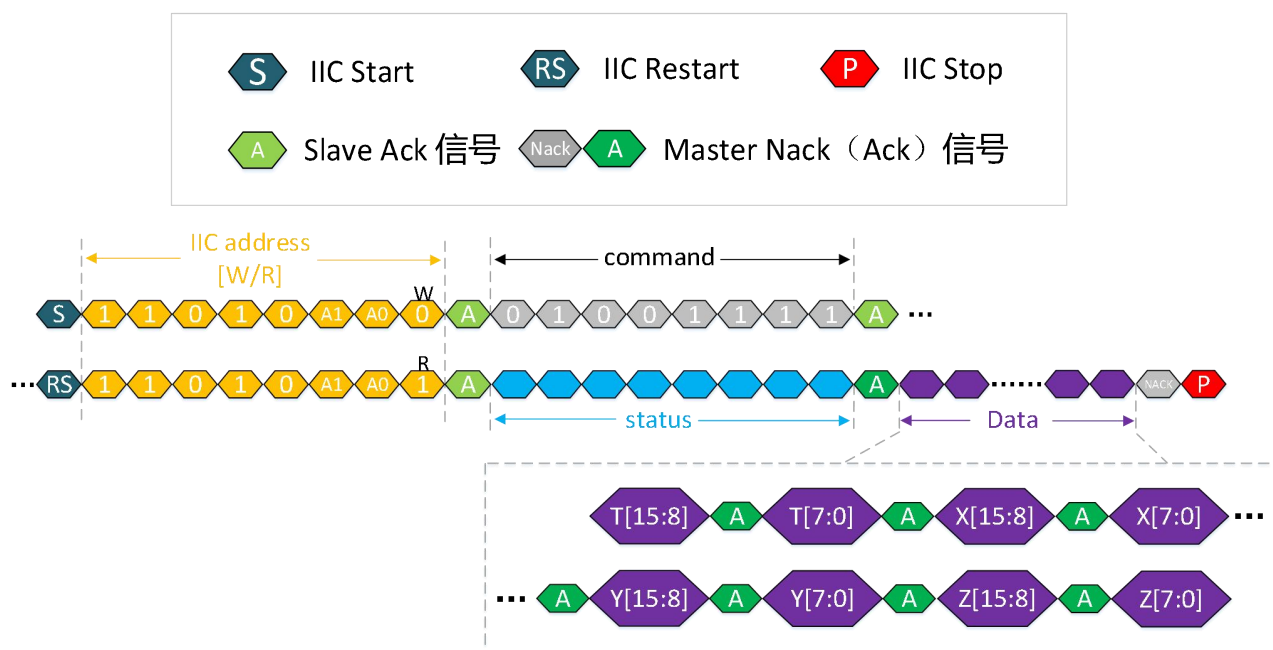 S IIC Start RS IIC Restart P IIC Stop
A Slave Ack 信号 Nack A Master Nack（Ack）信号
IIC address
[W/R]
command
W
S 1 1 0 1 0 A1 A0 0 A 0 1 0 0 1 1 1 1 A ...
R
... RS 1 1 0 1 0 A1 A0 1 A A ...... NACK P
status Data
T[15:8] A T[7:0] A X[15:8] A X[7:0] ...
... A Y[15:8] A Y[7:0] A Z[15:8] A Z[7:0]